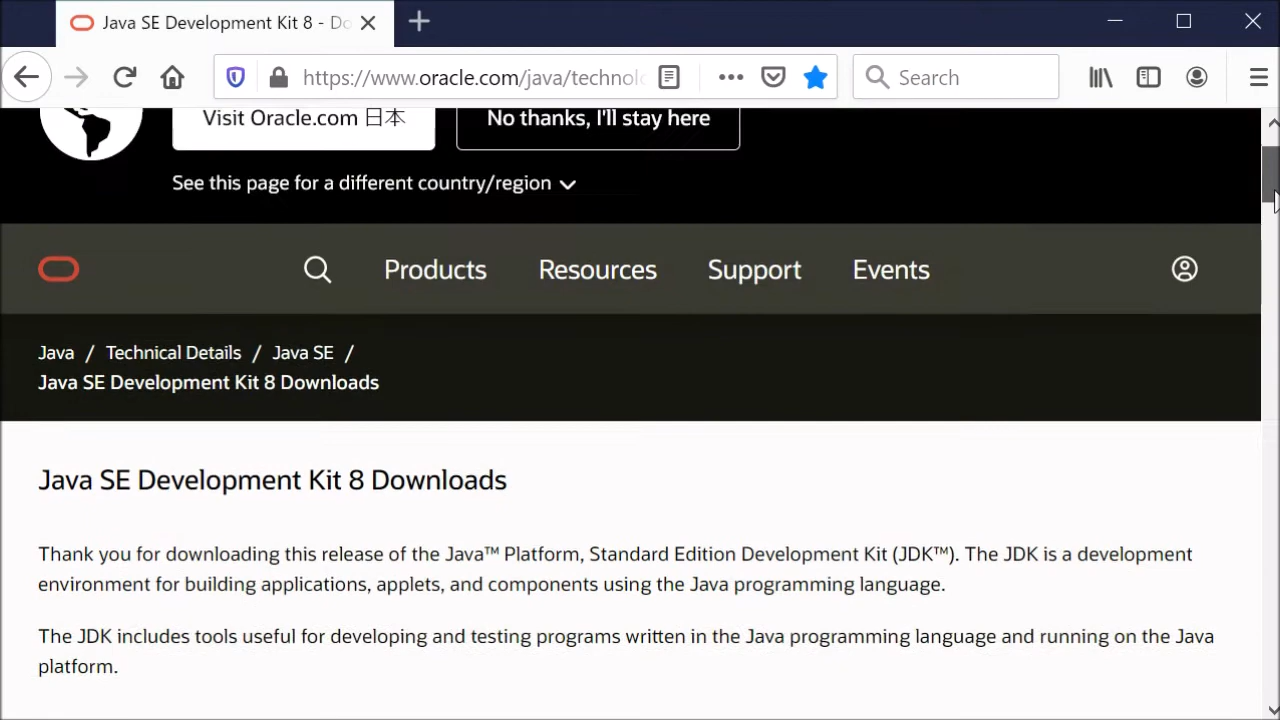 Java SE Development Kit 8 - Do
https://www.oracle.com/java/technolo
Search
Visit Oracle.com 日本
No thanks, I'll stay here
See this page for a different country/region
Products
Resources
Support
Events
Java / Technical Details / Java SE /
Java SE Development Kit 8 Downloads
Java SE Development Kit 8 Downloads
Thank you for downloading this release of the Java™ Platform, Standard Edition Development Kit (JDK™). The JDK is a development
environment for building applications, applets, and components using the Java programming language.
The JDK includes tools useful for developing and testing programs written in the Java programming language and running on the Java
platform.